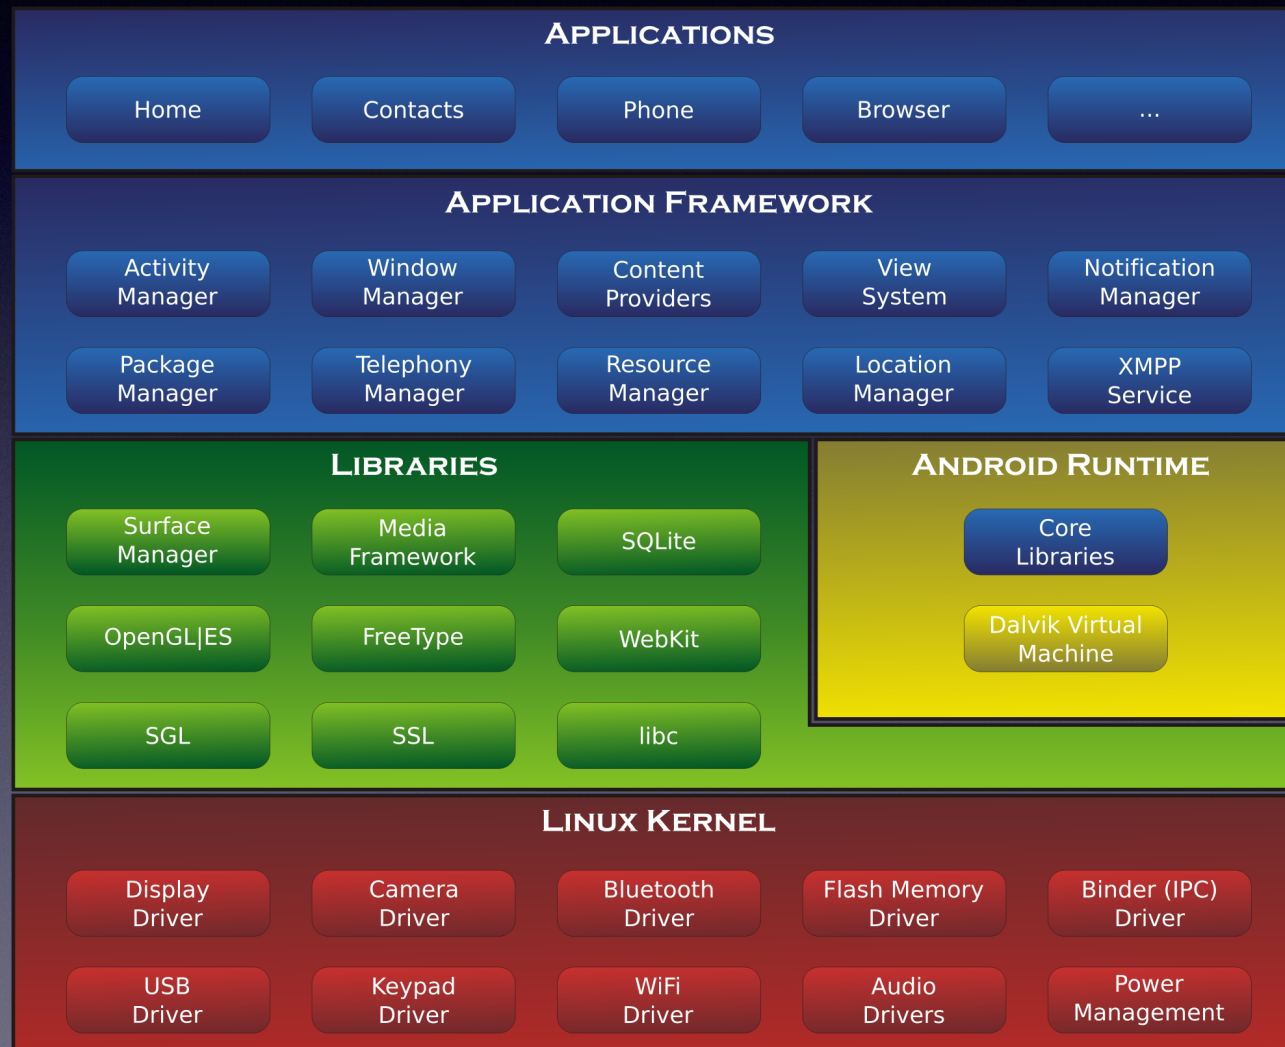 APPLICATIONS
Home
Contacts
Phone
Browser
...
APPLICATION FRAMEWORK
Activity
Manager
Window
Manager
Content
Providers
View
System
Notification
Manager
Package
Manager
Telephony
Manager
Resource
Manager
Location
Manager
XMPP
Service
LIBRARIES
Surface
Manager
Media
Framework
SQLite
OpenGL|ES
FreeType
WebKit
SGL
SSL
libc
ANDROID RUNTIME
Core
Libraries
Dalvik Virtual
Machine
LINUX KERNEL
Display
Driver
Camera
Driver
Bluetooth
Driver
Flash Memory
Driver
Binder (IPC)
Driver
USB
Driver
Keypad
Driver
WiFi
Driver
Audio
Drivers
Power
Management